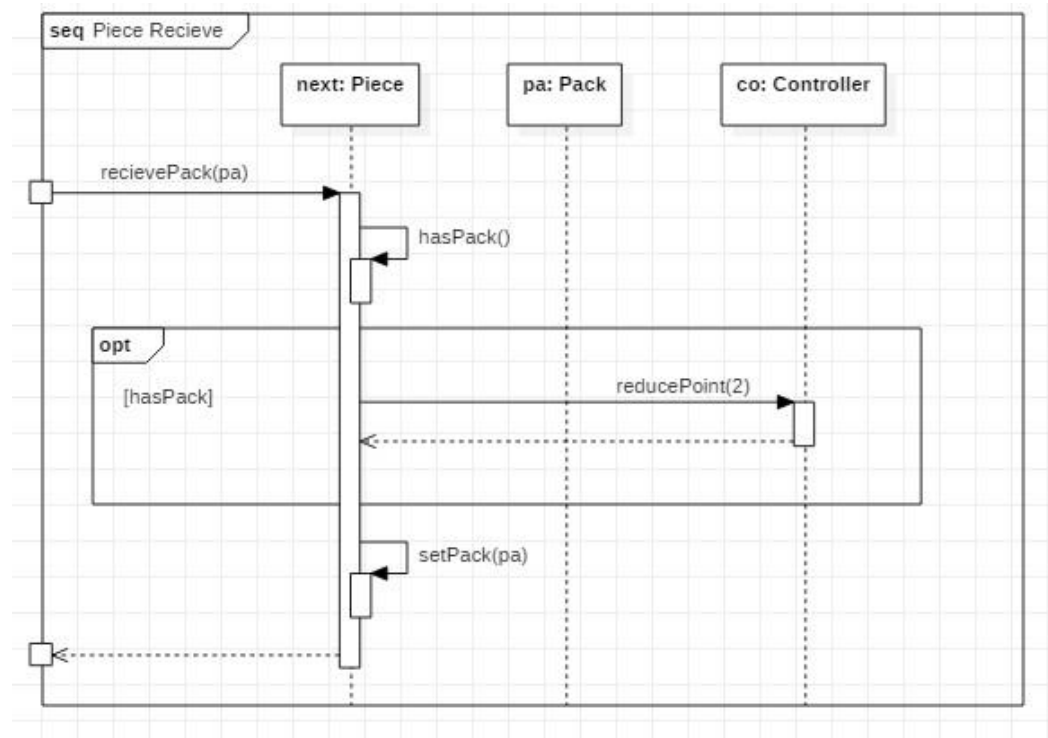 seq Piece Recieve
next: Piece
pa: Pack
co: Controller
recievePack(pa)
hasPack()
opt
[hasPack]
reducePoint(2)
setPack(pa)